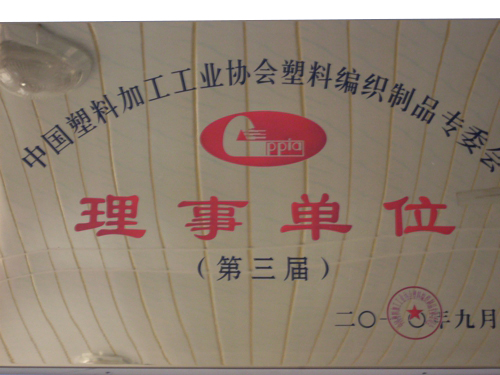 中国塑料加工工业协会塑料编织制品专委会
cppia
理事单位
（第三届）
二〇一〇年九月